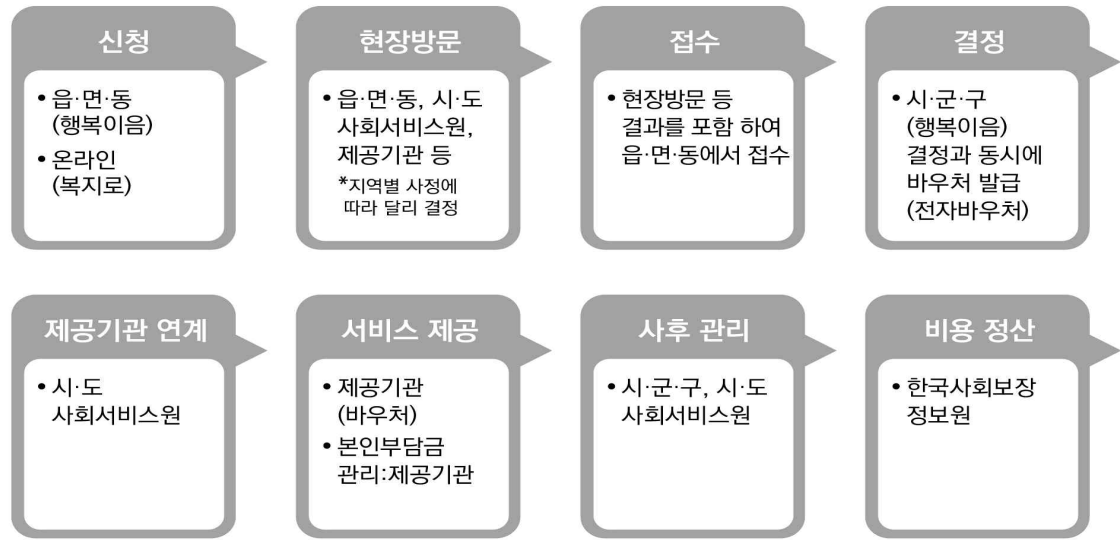 신청
• 읍·면·동
(행복이음)
• 온라인
(복지로)
현장방문
• 읍·면·동, 시·도
사회서비스원,
제공기관 등
*지역별 사정에
따라 달리 결정
접수
• 현장방문 등
결과를 포함 하여
읍·면·동에서 접수
결정
• 시·군·구
(행복이음)
결정과 동시에
바우처 발급
(전자바우처)
제공기관 연계
• 시·도
사회서비스원
서비스 제공
• 제공기관
(바우처)
• 본인부담금
관리:제공기관
사후 관리
• 시·군·구, 시·도
사회서비스원
비용 정산
• 한국사회보장
정보원